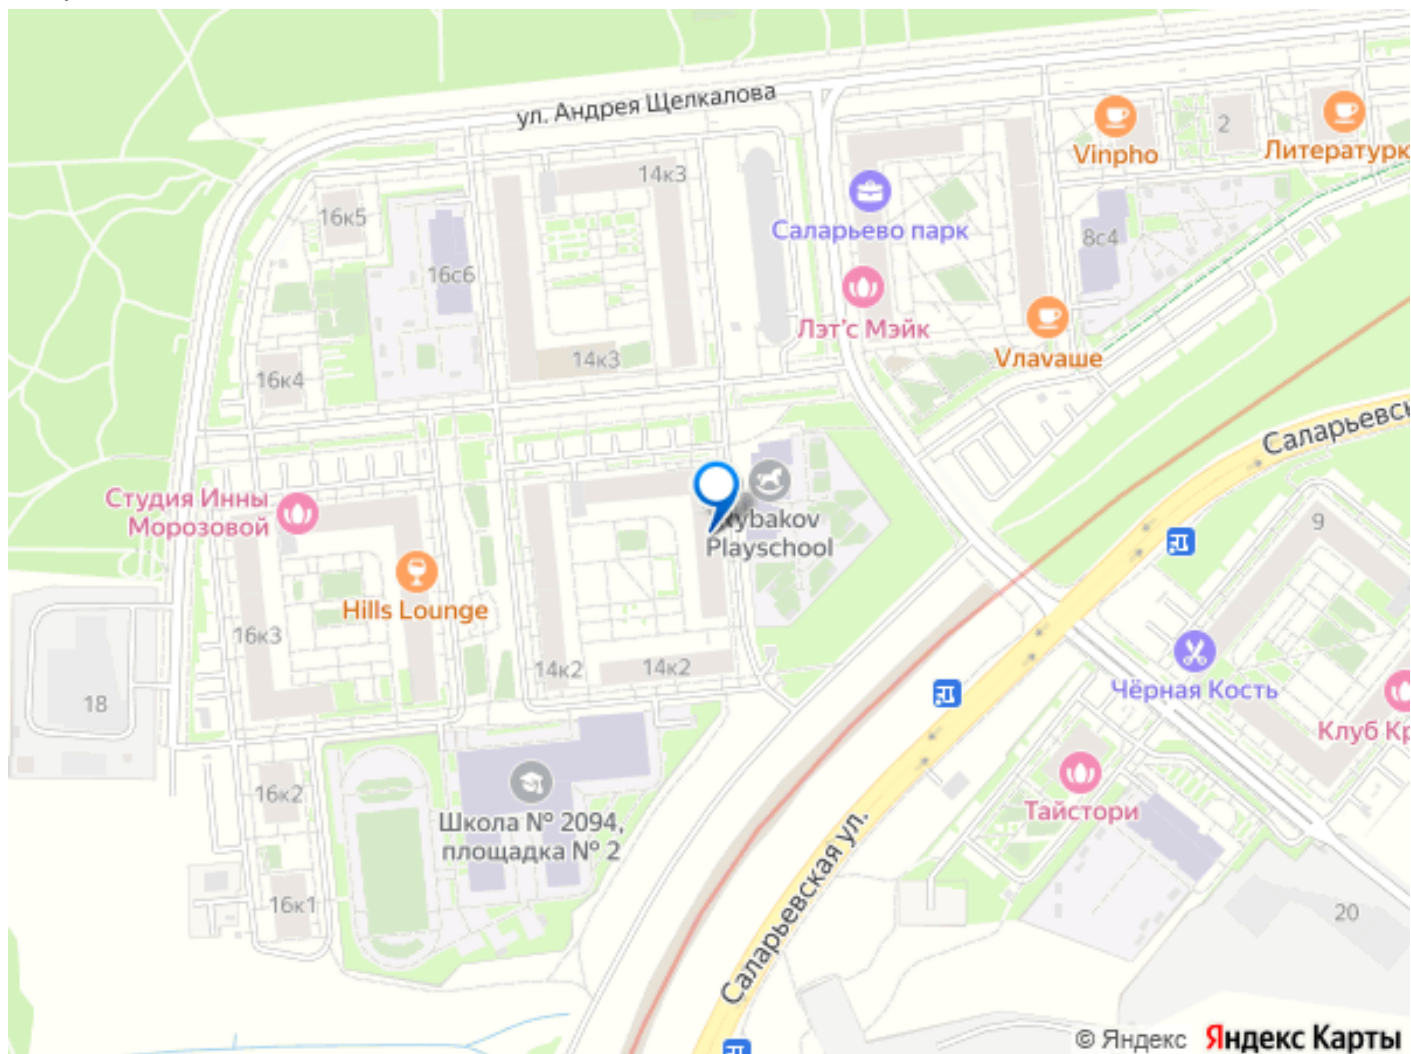 ул. Андрея Щелкалова
Vinpho
2
Литературк
14к3
16к5
Саларьево парк
8с4
16с6
Лэт'с Мэйк
Vлаvаше
14к3
16к4
Саларьевск
Студия Инны
Морозовой
Playschool
9
Hills Lounge
16к3
14к2
14к2
Чёрная Кость
18
Клуб Кр
16к2
Школа № 2094,
площадка № 2
Тайстори
Саларьевская ул.
16к1
20
© Яндекс Яндекс Карты